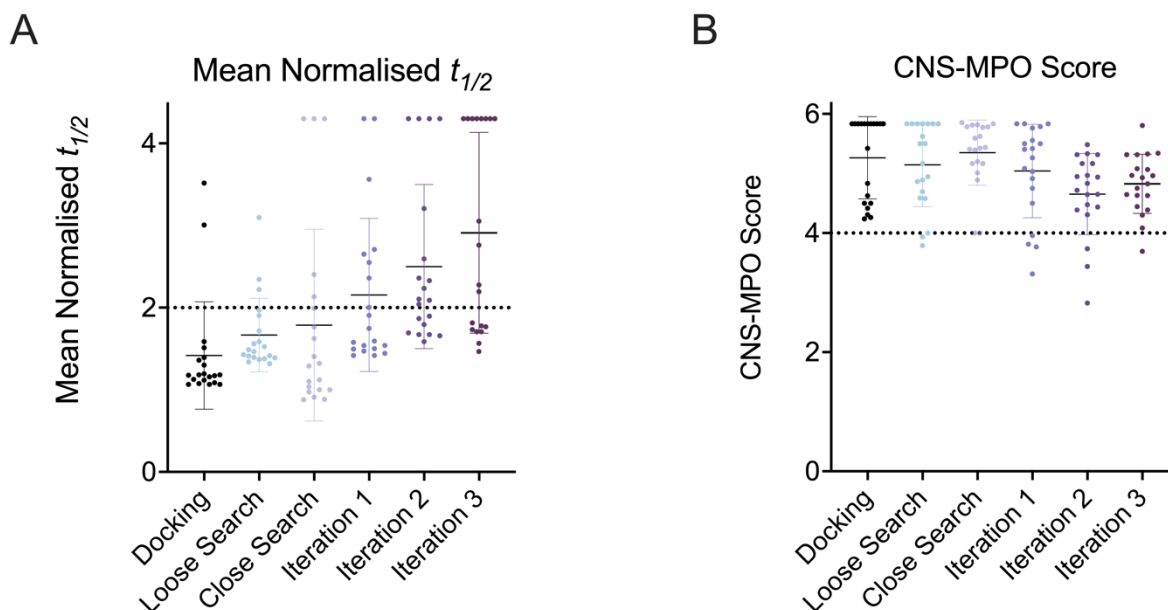 A
Mean Normalised t1/2
Mean Normalised t1/2
4
2
0
Docking
Loose Search
Close Search
Iteration 1
Iteration 2
Iteration 3
B
CNS-MPO Score
CNS-MPO Score
6
4
2
0
Docking
Loose Search
Close Search
Iteration 1
Iteration 2
Iteration 3